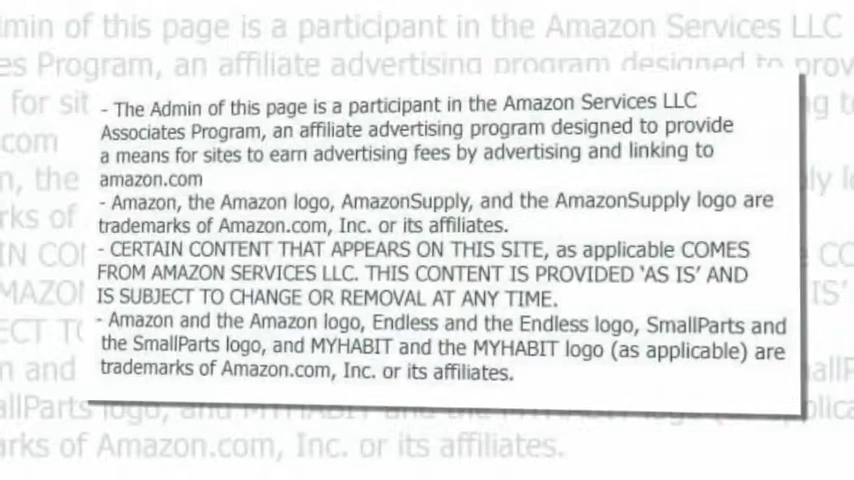 - The Admin of this page is a participant in the Amazon Services LLC
Associates Program, an affiliate advertising program designed to provide
a means for sites to earn advertising fees by advertising and linking to
amazon.com
- Amazon, the Amazon logo, AmazonSupply, and the AmazonSupply logo are
trademarks of Amazon.com, Inc. or its affiliates.
- CERTAIN CONTENT THAT APPEARS ON THIS SITE, as applicable COMES
FROM AMAZON SERVICES LLC. THIS CONTENT IS PROVIDED ‘AS IS’ AND
IS SUBJECT TO CHANGE OR REMOVAL AT ANY TIME.
- Amazon and the Amazon logo, Endless and the Endless logo, SmallParts and
the SmallParts logo, and MYHABIT and the MYHABIT logo (as applicable) are
trademarks of Amazon.com, Inc. or its affiliates.